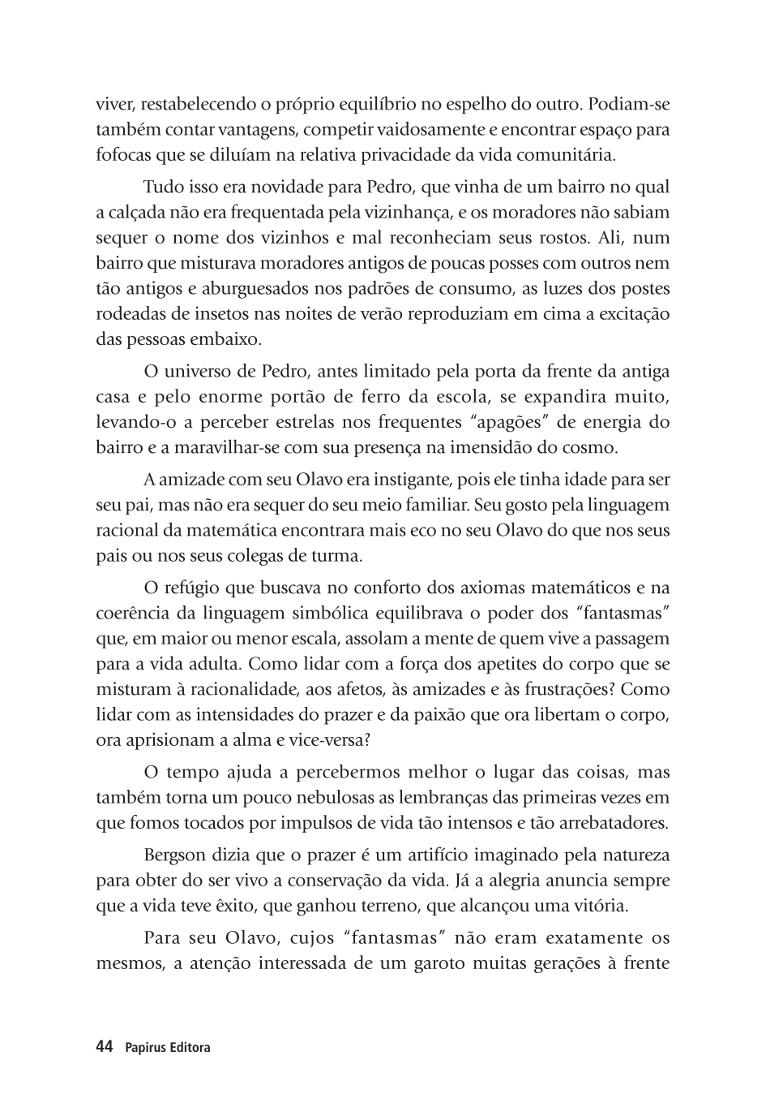 viver, restabelecendo o próprio equilíbrio no espelho do outro. Podiam-se
também contar vantagens, competir vaidosamente e encontrar espaço para
fofocas que se diluíam na relativa privacidade da vida comunitária.
Tudo isso era novidade para Pedro, que vinha de um bairro no qual
a calçada não era frequentada pela vizinhança, e os moradores não sabiam
sequer o nome dos vizinhos e mal reconheciam seus rostos. Ali, num
bairro que misturava moradores antigos de poucas posses com outros nem
tão antigos e aburguesados nos padrões de consumo, as luzes dos postes
rodeadas de insetos nas noites de verão reproduziam em cima a excitação
das pessoas embaixo.
O universo de Pedro, antes limitado pela porta da frente da antiga
casa e pelo enorme portão de ferro da escola, se expandira muito,
levando-o a perceber estrelas nos frequentes “apagões” de energia do
bairro e a maravilhar-se com sua presença na imensidão do cosmo.
A amizade com seu Olavo era instigante, pois ele tinha idade para ser
seu pai, mas não era sequer do seu meio familiar. Seu gosto pela linguagem
racional da matemática encontrara mais eco no seu Olavo do que nos seus
pais ou nos seus colegas de turma.
O refúgio que buscava no conforto dos axiomas matemáticos e na
coerência da linguagem simbólica equilibrava o poder dos “fantasmas”
que, em maior ou menor escala, assolam a mente de quem vive a passagem
para a vida adulta. Como lidar com a força dos apetites do corpo que se
misturam à racionalidade, aos afetos, às amizades e às frustrações? Como
lidar com as intensidades do prazer e da paixão que ora libertam o corpo,
ora aprisionam a alma e vice-versa?
O tempo ajuda a percebermos melhor o lugar das coisas, mas
também torna um pouco nebulosas as lembranças das primeiras vezes em
que fomos tocados por impulsos de vida tão intensos e tão arrebatadores.
Bergson dizia que o prazer é um artifício imaginado pela natureza
para obter do ser vivo a conservação da vida. Já a alegria anuncia sempre
que a vida teve êxito, que ganhou terreno, que alcançou uma vitória.
Para seu Olavo, cujos “fantasmas” não eram exatamente os
mesmos, a atenção interessada de um garoto muitas gerações à frente
44 Papirus Editora